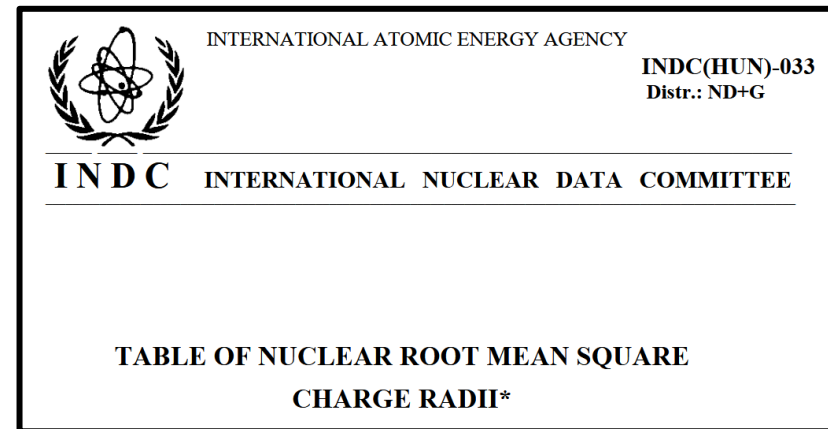 INTERNATIONAL ATOMIC ENERGY AGENCY
INDC(HUN)-033
Distr.: ND+G
INDC INTERNATIONAL NUCLEAR DATA COMMITTEE
TABLE OF NUCLEAR ROOT MEAN SQUARE
CHARGE RADII*